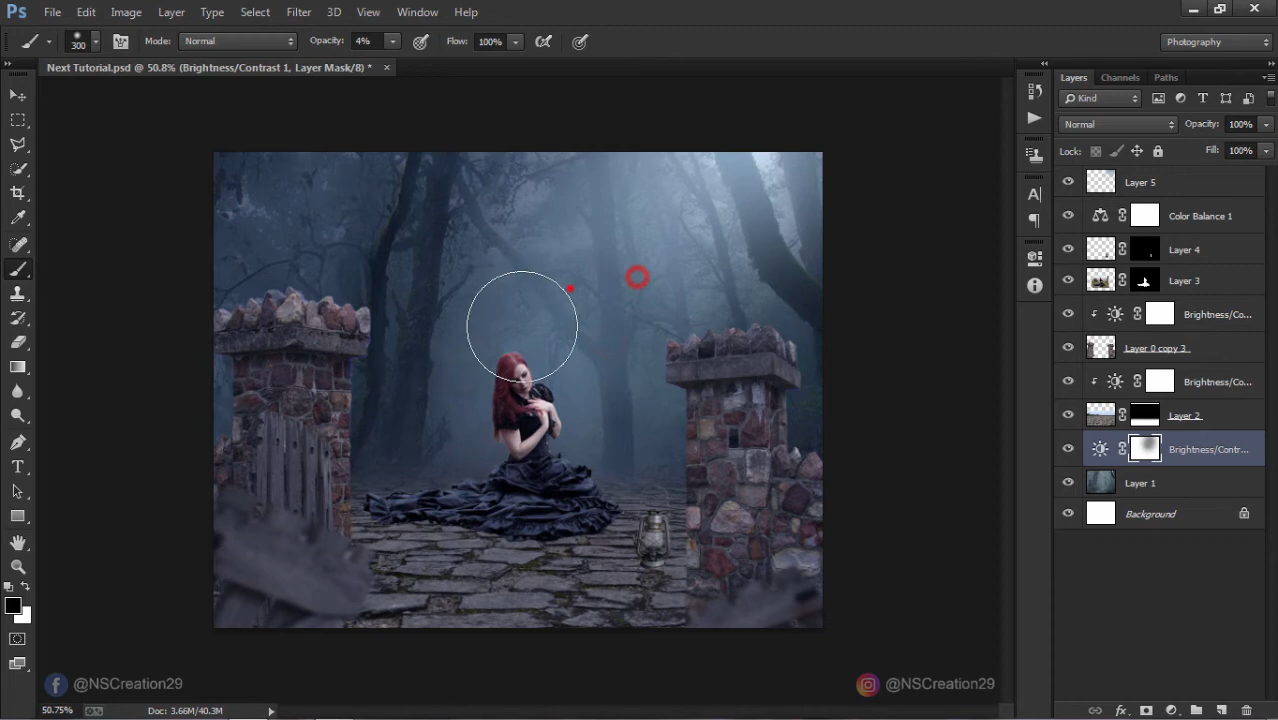 Ps File Edit Image Layer Type Select Filter 3D View Window Help
300 Mode: Normal Opacity: 4% Flow: 100% Photography
Next Tutorial.psd @ 50.8% (Brightness/Contrast 1, Layer Mask/8) *
Layers Channels Paths
Kind
Normal Opacity: 100%
Lock: Fill: 100%
Layer 5
Color Balance 1
Layer 4
Layer 3
Brightness/Co...
Layer 0 copy 3
Brightness/Co...
Layer 2
Brightness/Contr...
Layer 1
Background
@NSCreation29
@NSCreation29
50.75% Doc: 3.66M/40.3M